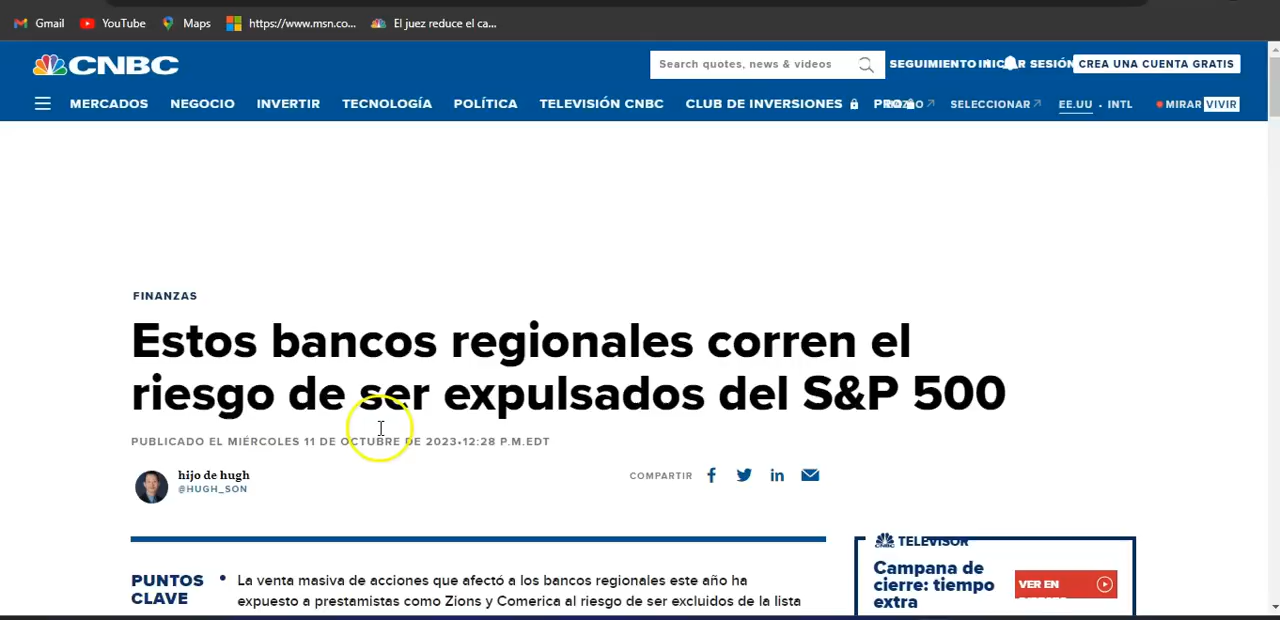 Gmail YouTube Maps https://www.msn.co... El juez reduce el ca...
CNBC Search quotes, news & videos SEGUIMIENTO SESIÓN CREA UNA CUENTA GRATIS
MERCADOS NEGOCIO INVERTIR TECNOLOGÍA POLÍTICA TELEVISIÓN CNBC CLUB DE INVERSIONES PRO SELECCIONAR EE.UU • INTL MIRAR VIVIR
FINANZAS
Estos bancos regionales corren el
riesgo de ser expulsados del S&P 500
PUBLICADO EL MIÉRCOLES 11 DE OCTUBRE DE 2023•12:28 P.M.EDT
hijo de hugh
@HUGH_SON
COMPARTIR
PUNTOS
CLAVE
• La venta masiva de acciones que afectó a los bancos regionales este año ha
expuesto a prestamistas como Zions y Comerica al riesgo de ser excluidos de la lista
CNBC TELEVISOR
Campana de
cierre: tiempo
extra
VER EN